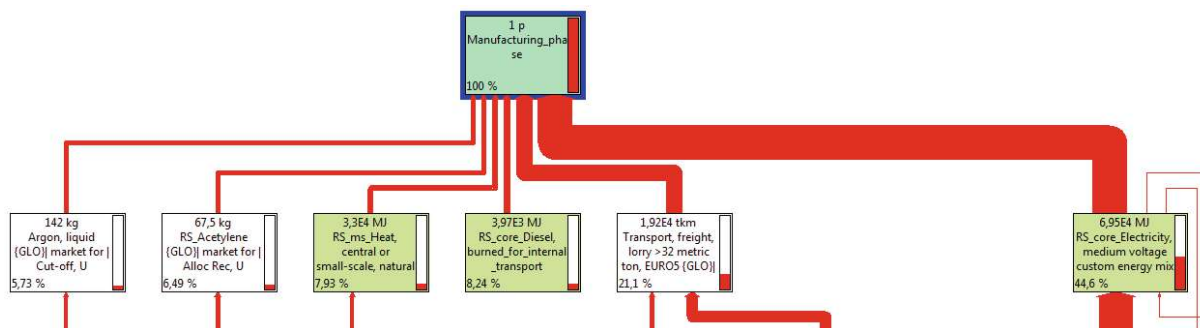 1 p
Manufacturing_pha
se
100 %
142 kg
Argon, liquid
{GLO}| market for |
Cut-off, U
5,73 %
67,5 kg
RS_Acetylene
{GLO}| market for |
Alloc Rec, U
6,49 %
3,3E4 MJ
RS_ms_Heat,
central or
small-scale, natural
7,93 %
3,97E3 MJ
RS_core_Diesel,
burned_for_internal
_transport
8,24 %
1,92E4 tkm
Transport, freight,
lorry >32 metric
ton, EURO5 {GLO}|
21,1 %
6,95E4 MJ
RS_core_Electricity,
medium voltage
custom energy mix
44,6 %